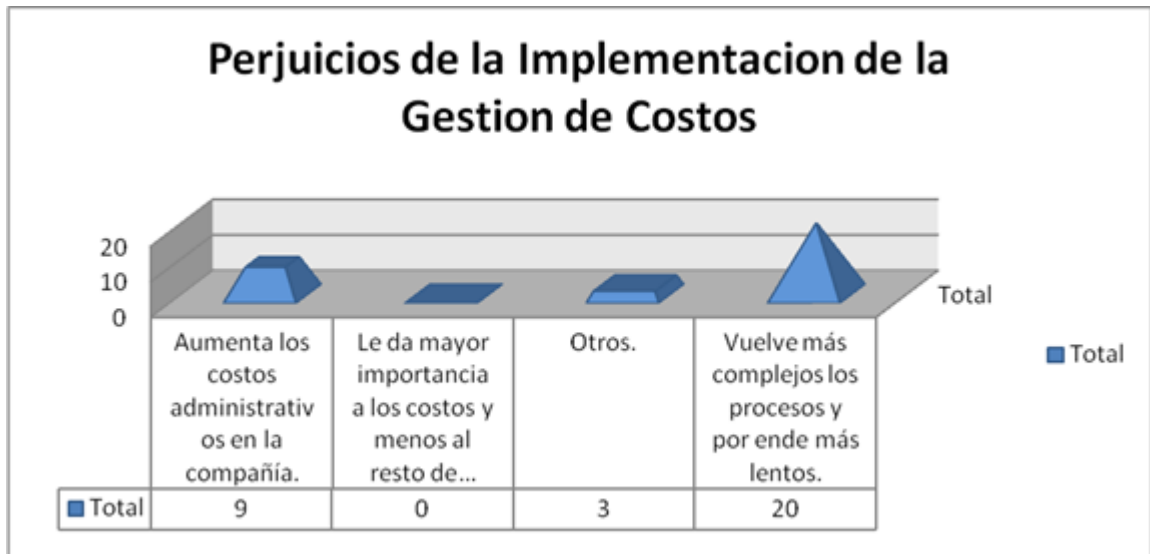 Perjuicios de la Implementacion de la
Gestion de Costos
20
10
0
Total
Aumenta los
costos
administrativ
os en la
compañía.
Le da mayor
importancia
a los costos y
menos al
resto de...
Otros.
Vuelve más
complejos los
procesos y
por ende más
lentos.
Total
Total 9 0 3 20